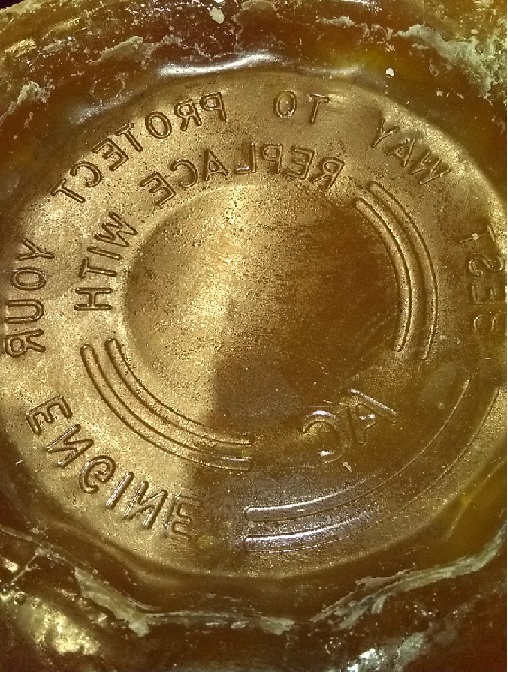 BEST WAY TO PROTECT YOUR ENGINE
REPLACE WITH AC